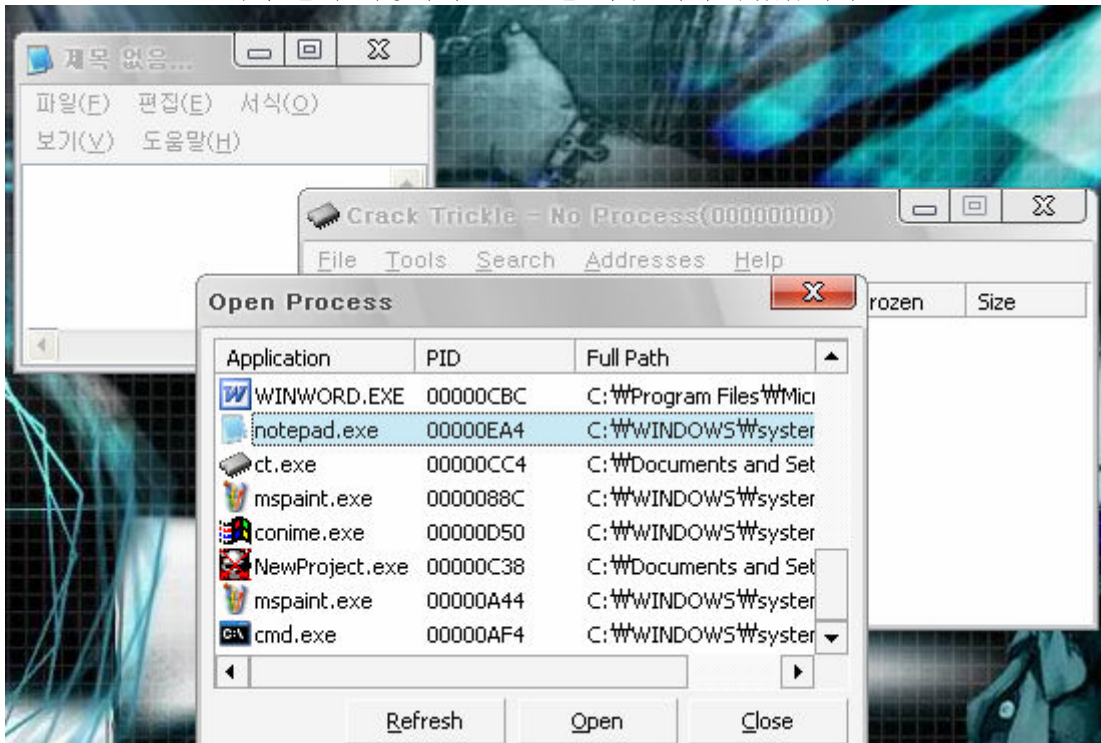 제목 없음...
파일(F) 편집(E) 서식(O)
보기(V) 도움말(H)
Crack Trickle - No Process(00000000)
File Tools Search Addresses Help
rozen Size
Open Process
Application PID Full Path
WINWORD.EXE 00000CBC C:₩Program Files₩Micr
notepad.exe 00000EA4 C:₩WINDOWS₩syster
ct.exe 00000CC4 C:₩Documents and Set
mspaint.exe 0000088C C:₩WINDOWS₩syster
conime.exe 00000D50 C:₩WINDOWS₩syster
NewProject.exe 00000C38 C:₩Documents and Set
mspaint.exe 00000A44 C:₩WINDOWS₩syster
cmd.exe 00000AF4 C:₩WINDOWS₩syster
Refresh Open Close